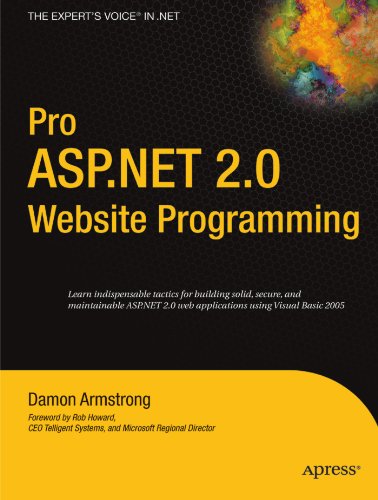 THE EXPERT'S VOICE® IN .NET
Pro
ASP.NET 2.0
Website Programming
Learn indispensable tactics for building solid, secure, and
maintainable ASP.NET 2.0 web applications using Visual Basic 2005
Damon Armstrong
Foreword by Rob Howard,
CEO Telligent Systems, and Microsoft Regional Director
Apress®